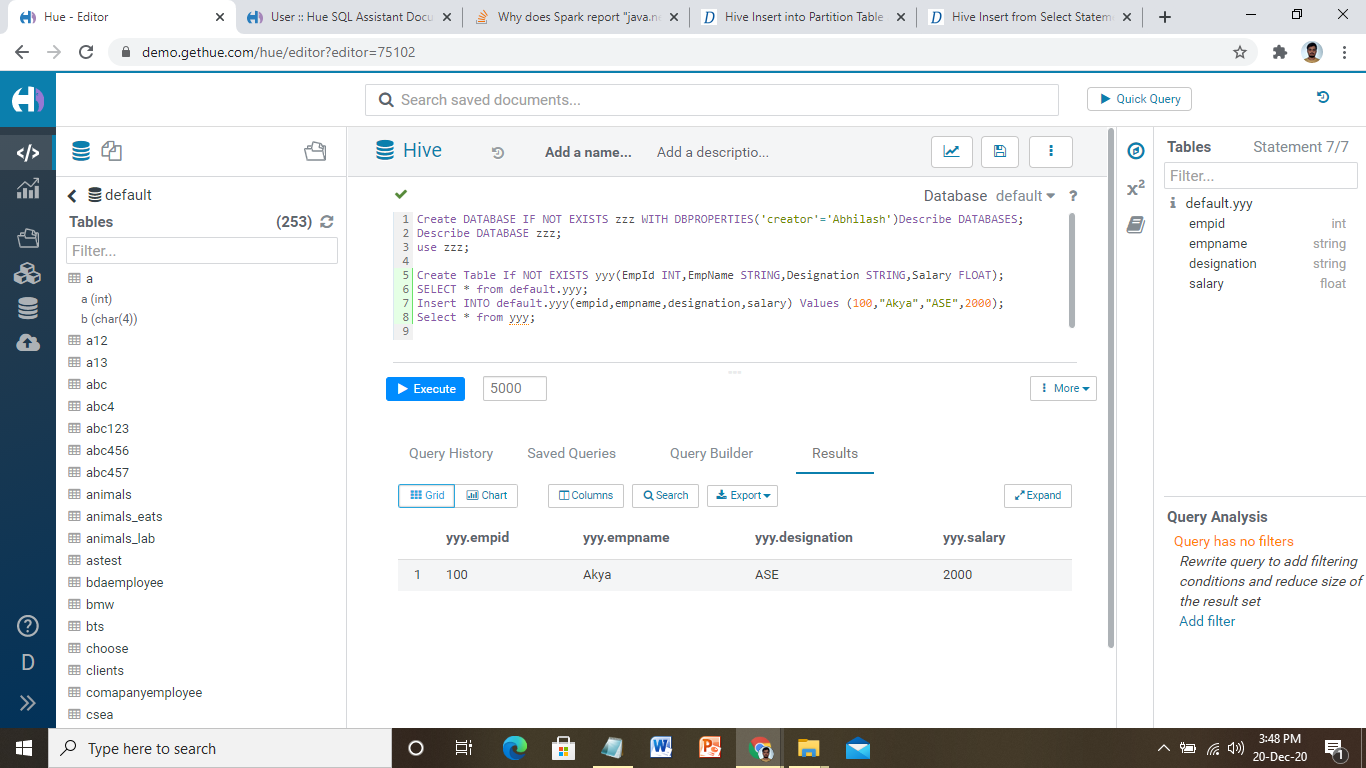 Hue - Editor
User :: Hue SQL Assistant Docu
Why does Spark report "java.ne
Hive Insert into Partition Table
Hive Insert from Select Statem
demo.gethue.com/hue/editor?editor=75102
Search saved documents...
Quick Query
default
Tables
(253)
Filter...
a
a (int)
b (char(4))
a12
a13
abc
abc4
abc123
abc456
abc457
animals
animals_eats
animals_lab
astest
bdaemployee
bmw
bts
choose
clients
comapanyemployee
csea
D
Hive
Add a name...
Add a descriptio...
Database default ?
1 Create DATABASE IF NOT EXISTS zzz WITH DBPROPERTIES('creator'='Abhilash')Describe DATABASES;
2 Describe DATABASE zzz;
3 use zzz;
4
5 Create Table If NOT EXISTS yyy(EmpId INT,EmpName STRING,Designation STRING,Salary FLOAT);
6 SELECT * from default.yyy;
7 Insert INTO default.yyy(empid,empname,designation,salary) Values (100,"Akya","ASE",2000);
8 Select * from yyy;
9
Execute
5000
More
Query History
Saved Queries
Query Builder
Results
Grid
Chart
Columns
Search
Export
Expand
yyy.empid yyy.empname yyy.designation yyy.salary
1 100 Akya ASE 2000
x²
Tables
Statement 7/7
Filter...
default.yyy
empid int
empname string
designation string
salary float
Query Analysis
Query has no filters
Rewrite query to add filtering
conditions and reduce size of
the result set
Add filter
Type here to search
3:48 PM
20-Dec-20
1